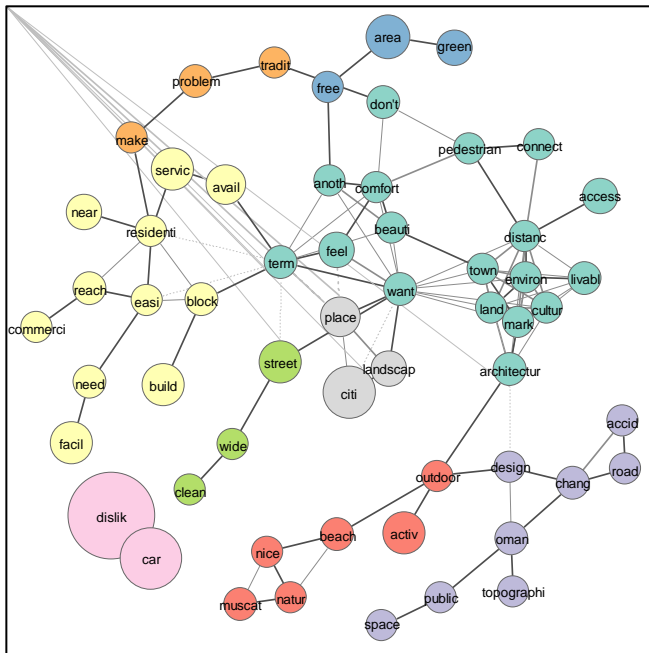 area
green
tradit
problem
free
don't
make
pedestrian
connect
servic
avail
anoth
comfort
access
near
residenti
beauti
distanc
term
feel
town
environ
livabl
reach
easi
block
want
land
cultur
mark
commerci
place
street
landscap
architectur
need
build
citi
facil
wide
accid
clean
outdoor
design
chang
road
dislik
car
nice
beach
activ
oman
muscat
natur
public
topographi
space